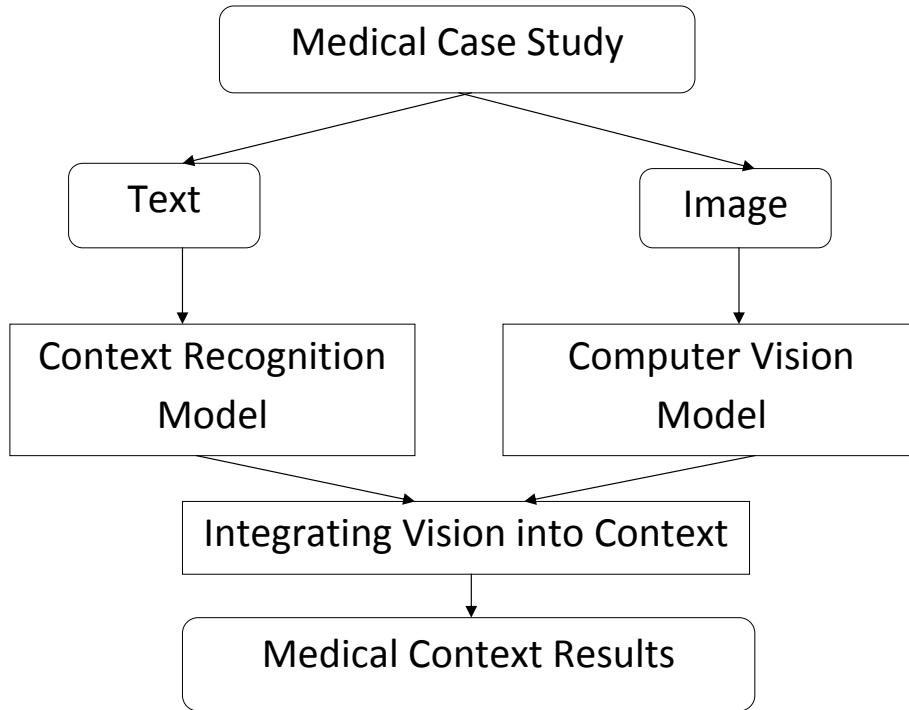 Medical Case Study
Text
Image
Context Recognition
Model
Computer Vision
Model
Integrating Vision into Context
Medical Context Results